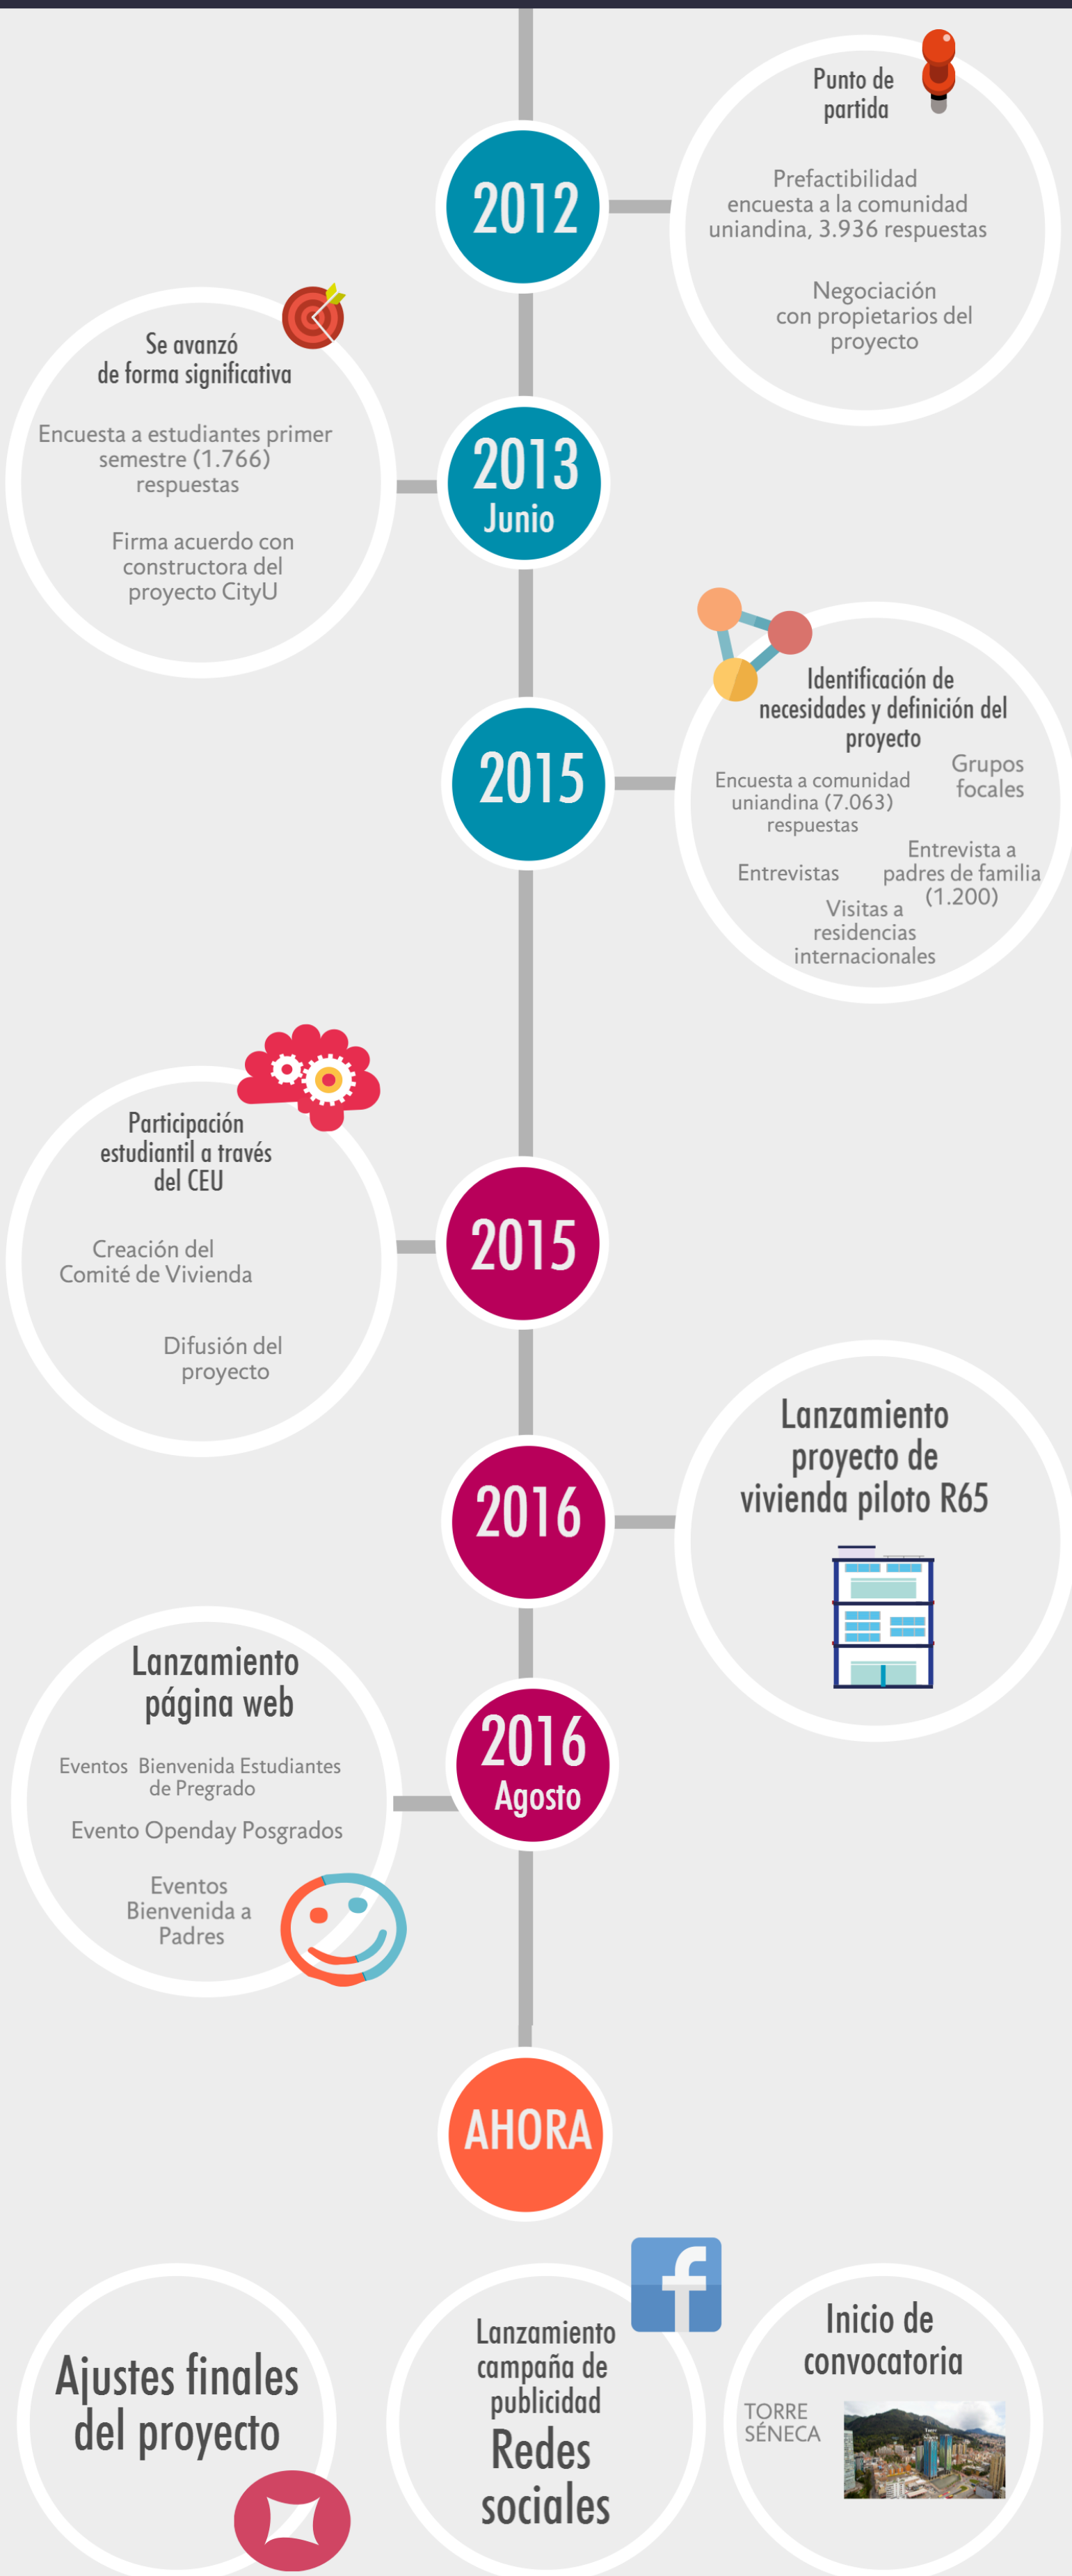 Punto de
partida
2012
Prefactibilidad
encuesta a la comunidad
uniandina, 3.936 respuestas
Negociación
con propietarios del
proyecto
Se avanzó
de forma significativa
Encuesta a estudiantes primer
semestre (1.766)
respuestas
Firma acuerdo con
constructora del
proyecto CityU
2013
Junio
Identificación de
necesidades y definición del
proyecto
2015
Encuesta a comunidad
uniandina (7.063)
respuestas
Grupos
focales
Entrevistas
Entrevista a
padres de familia
(1.200)
Visitas a
residencias
internacionales
Participación
estudiantil a través
del CEU
Creación del
Comité de Vivienda
Difusión del
proyecto
2015
Lanzamiento
proyecto de
vivienda piloto R65
2016
Lanzamiento
página web
Eventos Bienvenida Estudiantes
de Pregrado
Evento Openday Posgrados
Eventos
Bienvenida a
Padres
2016
Agosto
AHORA
Ajustes finales
del proyecto
f
Lanzamiento
campaña de
publicidad
Redes
sociales
Inicio de
convocatoria
TORRE
SÉNECA